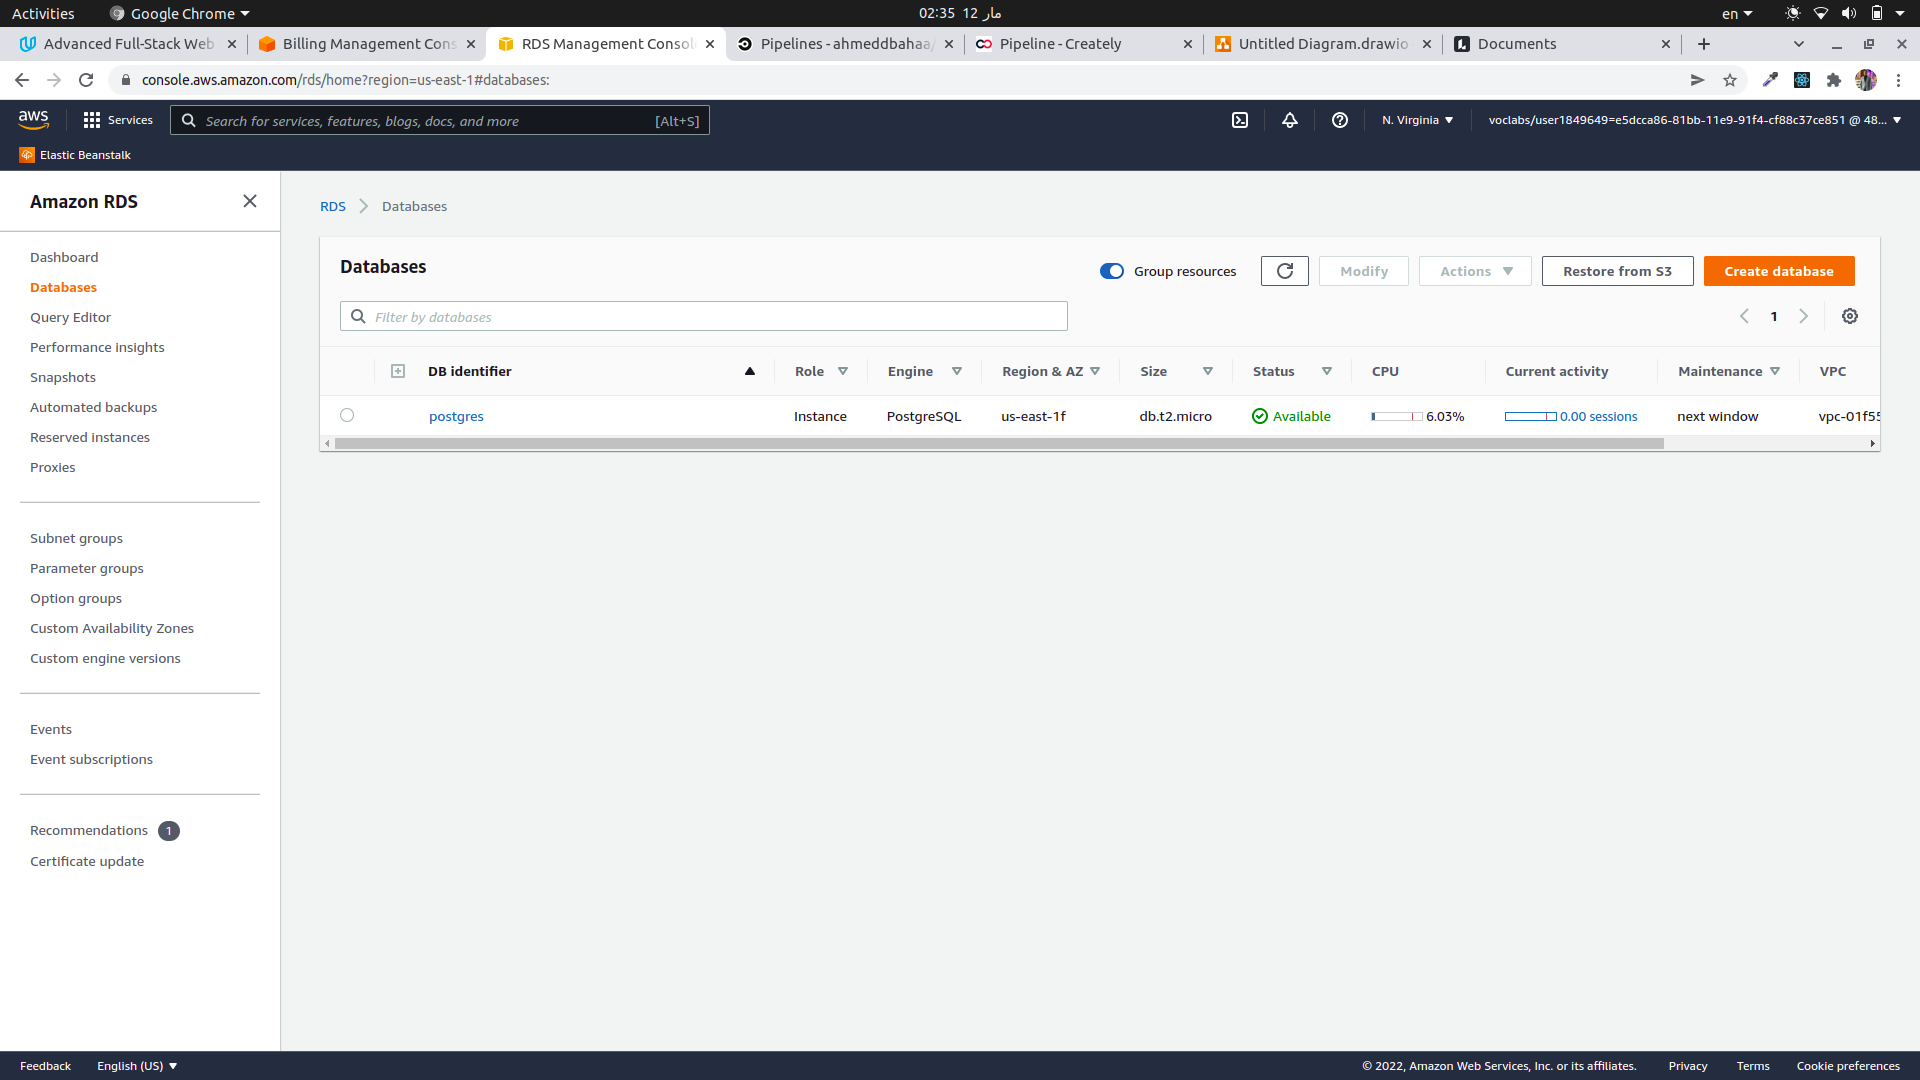 Activities Google Chrome 02:35 12 مار en
Advanced Full-Stack Web Billing Management Cons RDS Management Consol Pipelines - ahmeddbahaa/ Pipeline - Creately Untitled Diagram.drawio Documents
console.aws.amazon.com/rds/home?region=us-east-1#databases:
aws Services Search for services, features, blogs, docs, and more [Alt+S] N. Virginia voclabs/user1849649=e5dcca86-81bb-11e9-91f4-cf88c37ce851 @ 48...
Elastic Beanstalk
Amazon RDS
Dashboard
Databases
Query Editor
Performance insights
Snapshots
Automated backups
Reserved instances
Proxies
Subnet groups
Parameter groups
Option groups
Custom Availability Zones
Custom engine versions
Events
Event subscriptions
Recommendations 1
Certificate update
RDS Databases
Databases Group resources Modify Actions Restore from S3 Create database
Filter by databases 1
DB identifier Role Engine Region & AZ Size Status CPU Current activity Maintenance VPC
postgres Instance PostgreSQL us-east-1f db.t2.micro Available 6.03% 0.00 sessions next window vpc-01f55
Feedback English (US) © 2022, Amazon Web Services, Inc. or its affiliates. Privacy Terms Cookie preferences